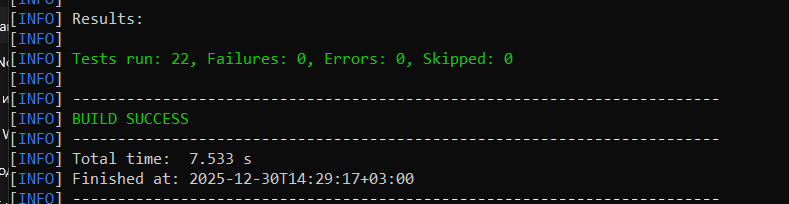 [INFO] Results:
[INFO]
[INFO] Tests run: 22, Failures: 0, Errors: 0, Skipped: 0
[INFO]
[INFO] ------------------------------------------------------------------------
[INFO] BUILD SUCCESS
[INFO] ------------------------------------------------------------------------
[INFO] Total time:  7.533 s
[INFO] Finished at: 2025-12-30T14:29:17+03:00
[INFO] ------------------------------------------------------------------------